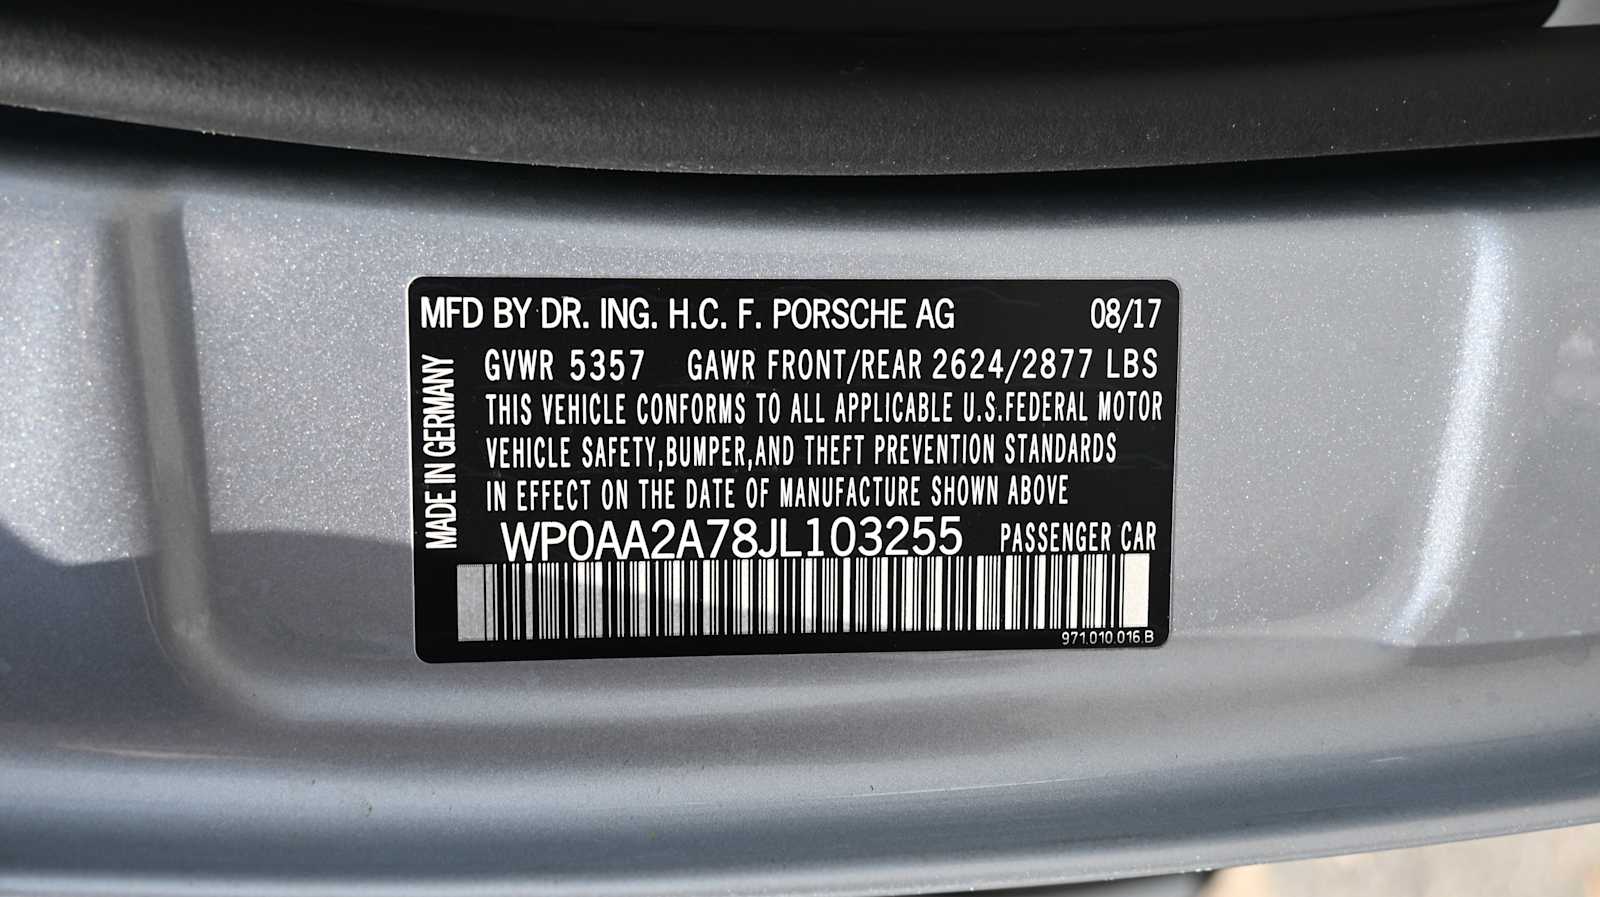 MFD BY DR. ING. H.C. F. PORSCHE AG 08/17
MADE IN GERMANY
GVWR 5357 GAWR FRONT/REAR 2624/2877 LBS
THIS VEHICLE CONFORMS TO ALL APPLICABLE U.S.FEDERAL MOTOR
VEHICLE SAFETY,BUMPER,AND THEFT PREVENTION STANDARDS
IN EFFECT ON THE DATE OF MANUFACTURE SHOWN ABOVE
WP0AA2A78JL103255 PASSENGER CAR
971.010.016.B